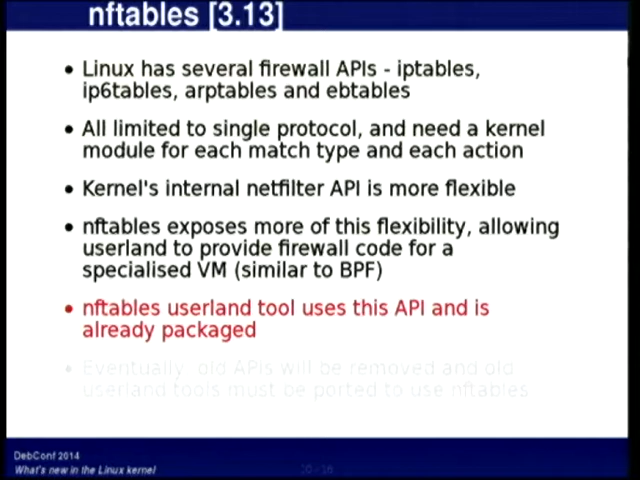 nftables [3.13]
• Linux has several firewall APIs - iptables,
ip6tables, arptables and ebtables
• All limited to single protocol, and need a kernel
module for each match type and each action
• Kernel's internal netfilter API is more flexible
• nftables exposes more of this flexibility, allowing
userland to provide firewall code for a
specialised VM (similar to BPF)
• nftables userland tool uses this API and is
already packaged
• Eventually, old APIs will be removed and old
userland tools must be ported to use nftables
DebConf 2014
What's new in the Linux kernel